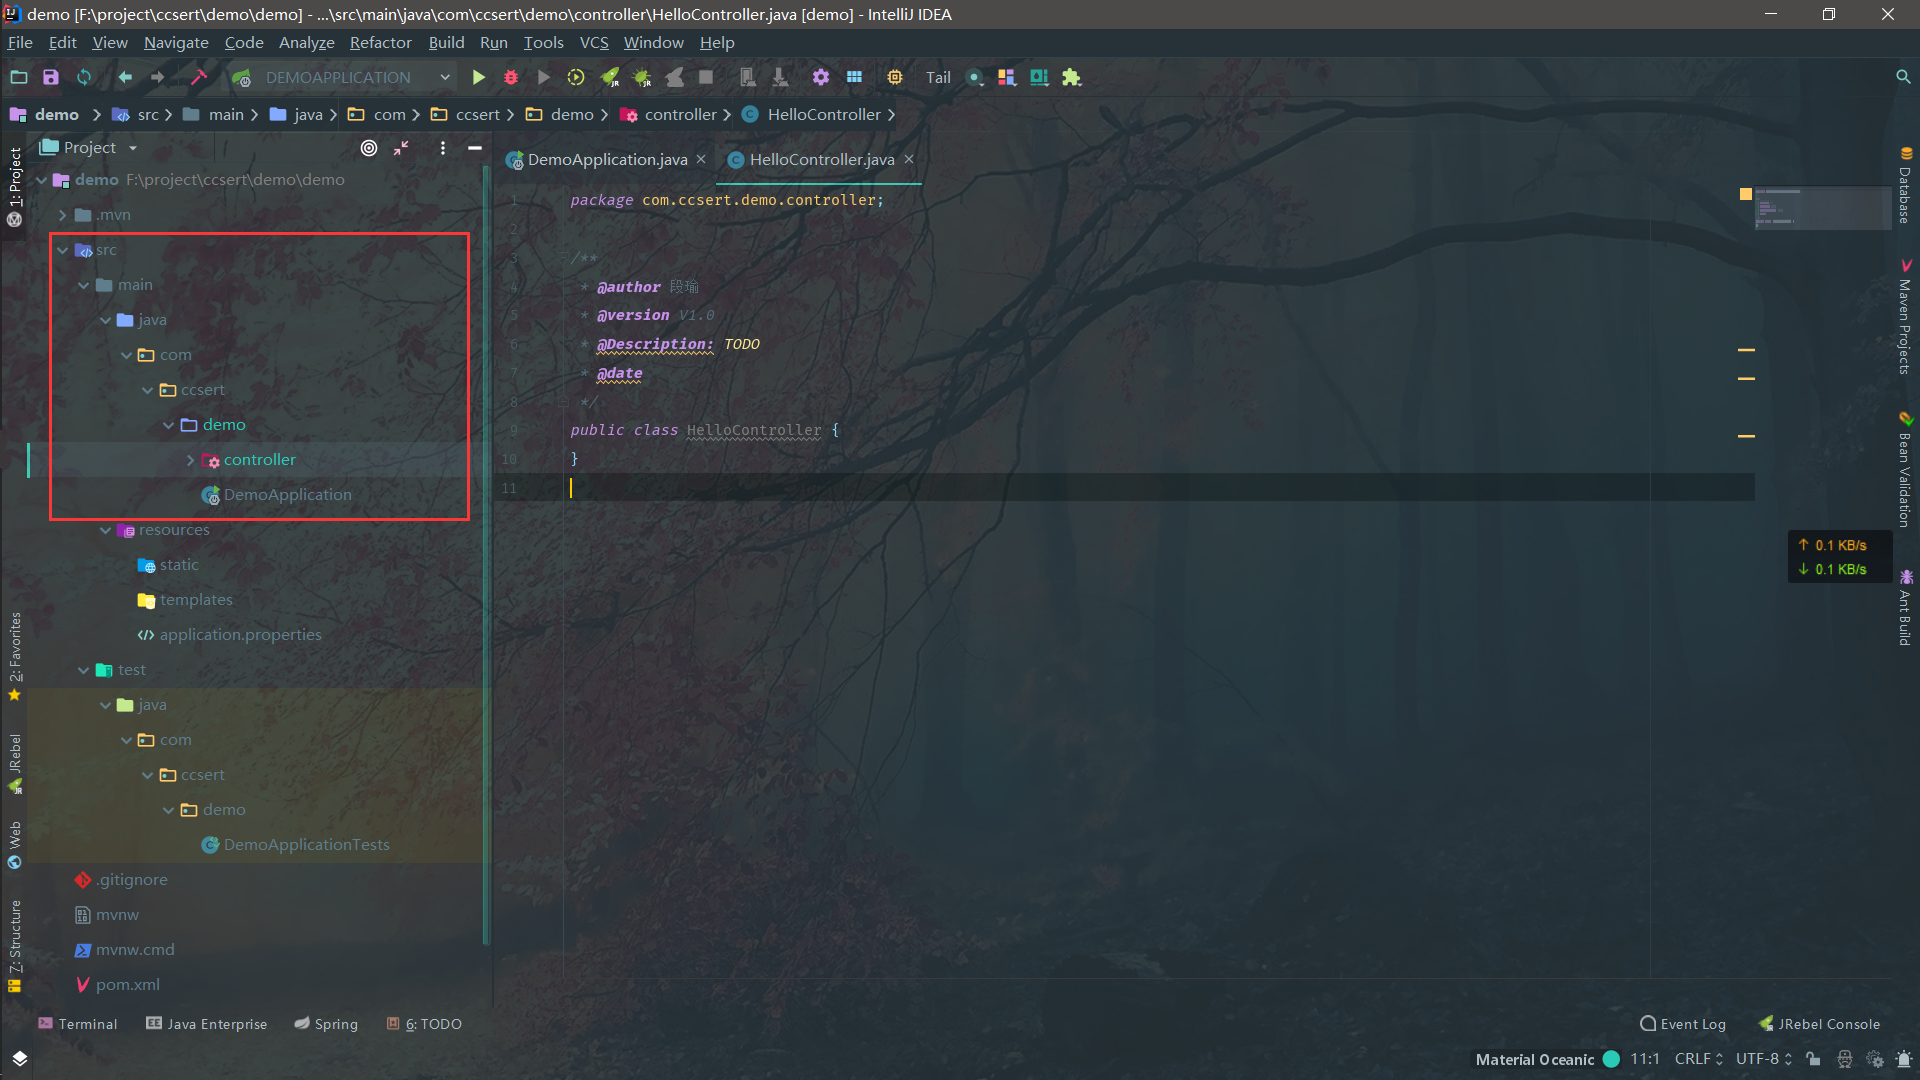 demo [F:\project\ccsert\demo\demo] - ...\src\main\java\com\ccsert\demo\controller\HelloController.java [demo] - IntelliJ IDEA
File Edit View Navigate Code Analyze Refactor Build Run Tools VCS Window Help
DEMOAPPLICATION Tail
demo src main java com ccsert demo controller HelloController
Project
demo F:\project\ccsert\demo\demo
.mvn
src
main
java
com
ccsert
demo
controller
DemoApplication
resources
static
templates
application.properties
test
java
com
ccsert
demo
DemoApplicationTests
.gitignore
mvnw
mvnw.cmd
pom.xml
1: Project
2: Favorites
JRebel
Web
7: Structure
DemoApplication.java HelloController.java
1 package com.ccsert.demo.controller;
2
3 /**
4 * @author 段瑜
5 * @version V1.0
6 * @Description: TODO
7 * @date
8 */
9 public class HelloController {
10 }
11
Database
Maven Projects
Bean Validation
Ant Build
↑ 0.1 KB/s
↓ 0.1 KB/s
Terminal Java Enterprise Spring 6: TODO Event Log JRebel Console
Material Oceanic 11:1 CRLF UTF-8